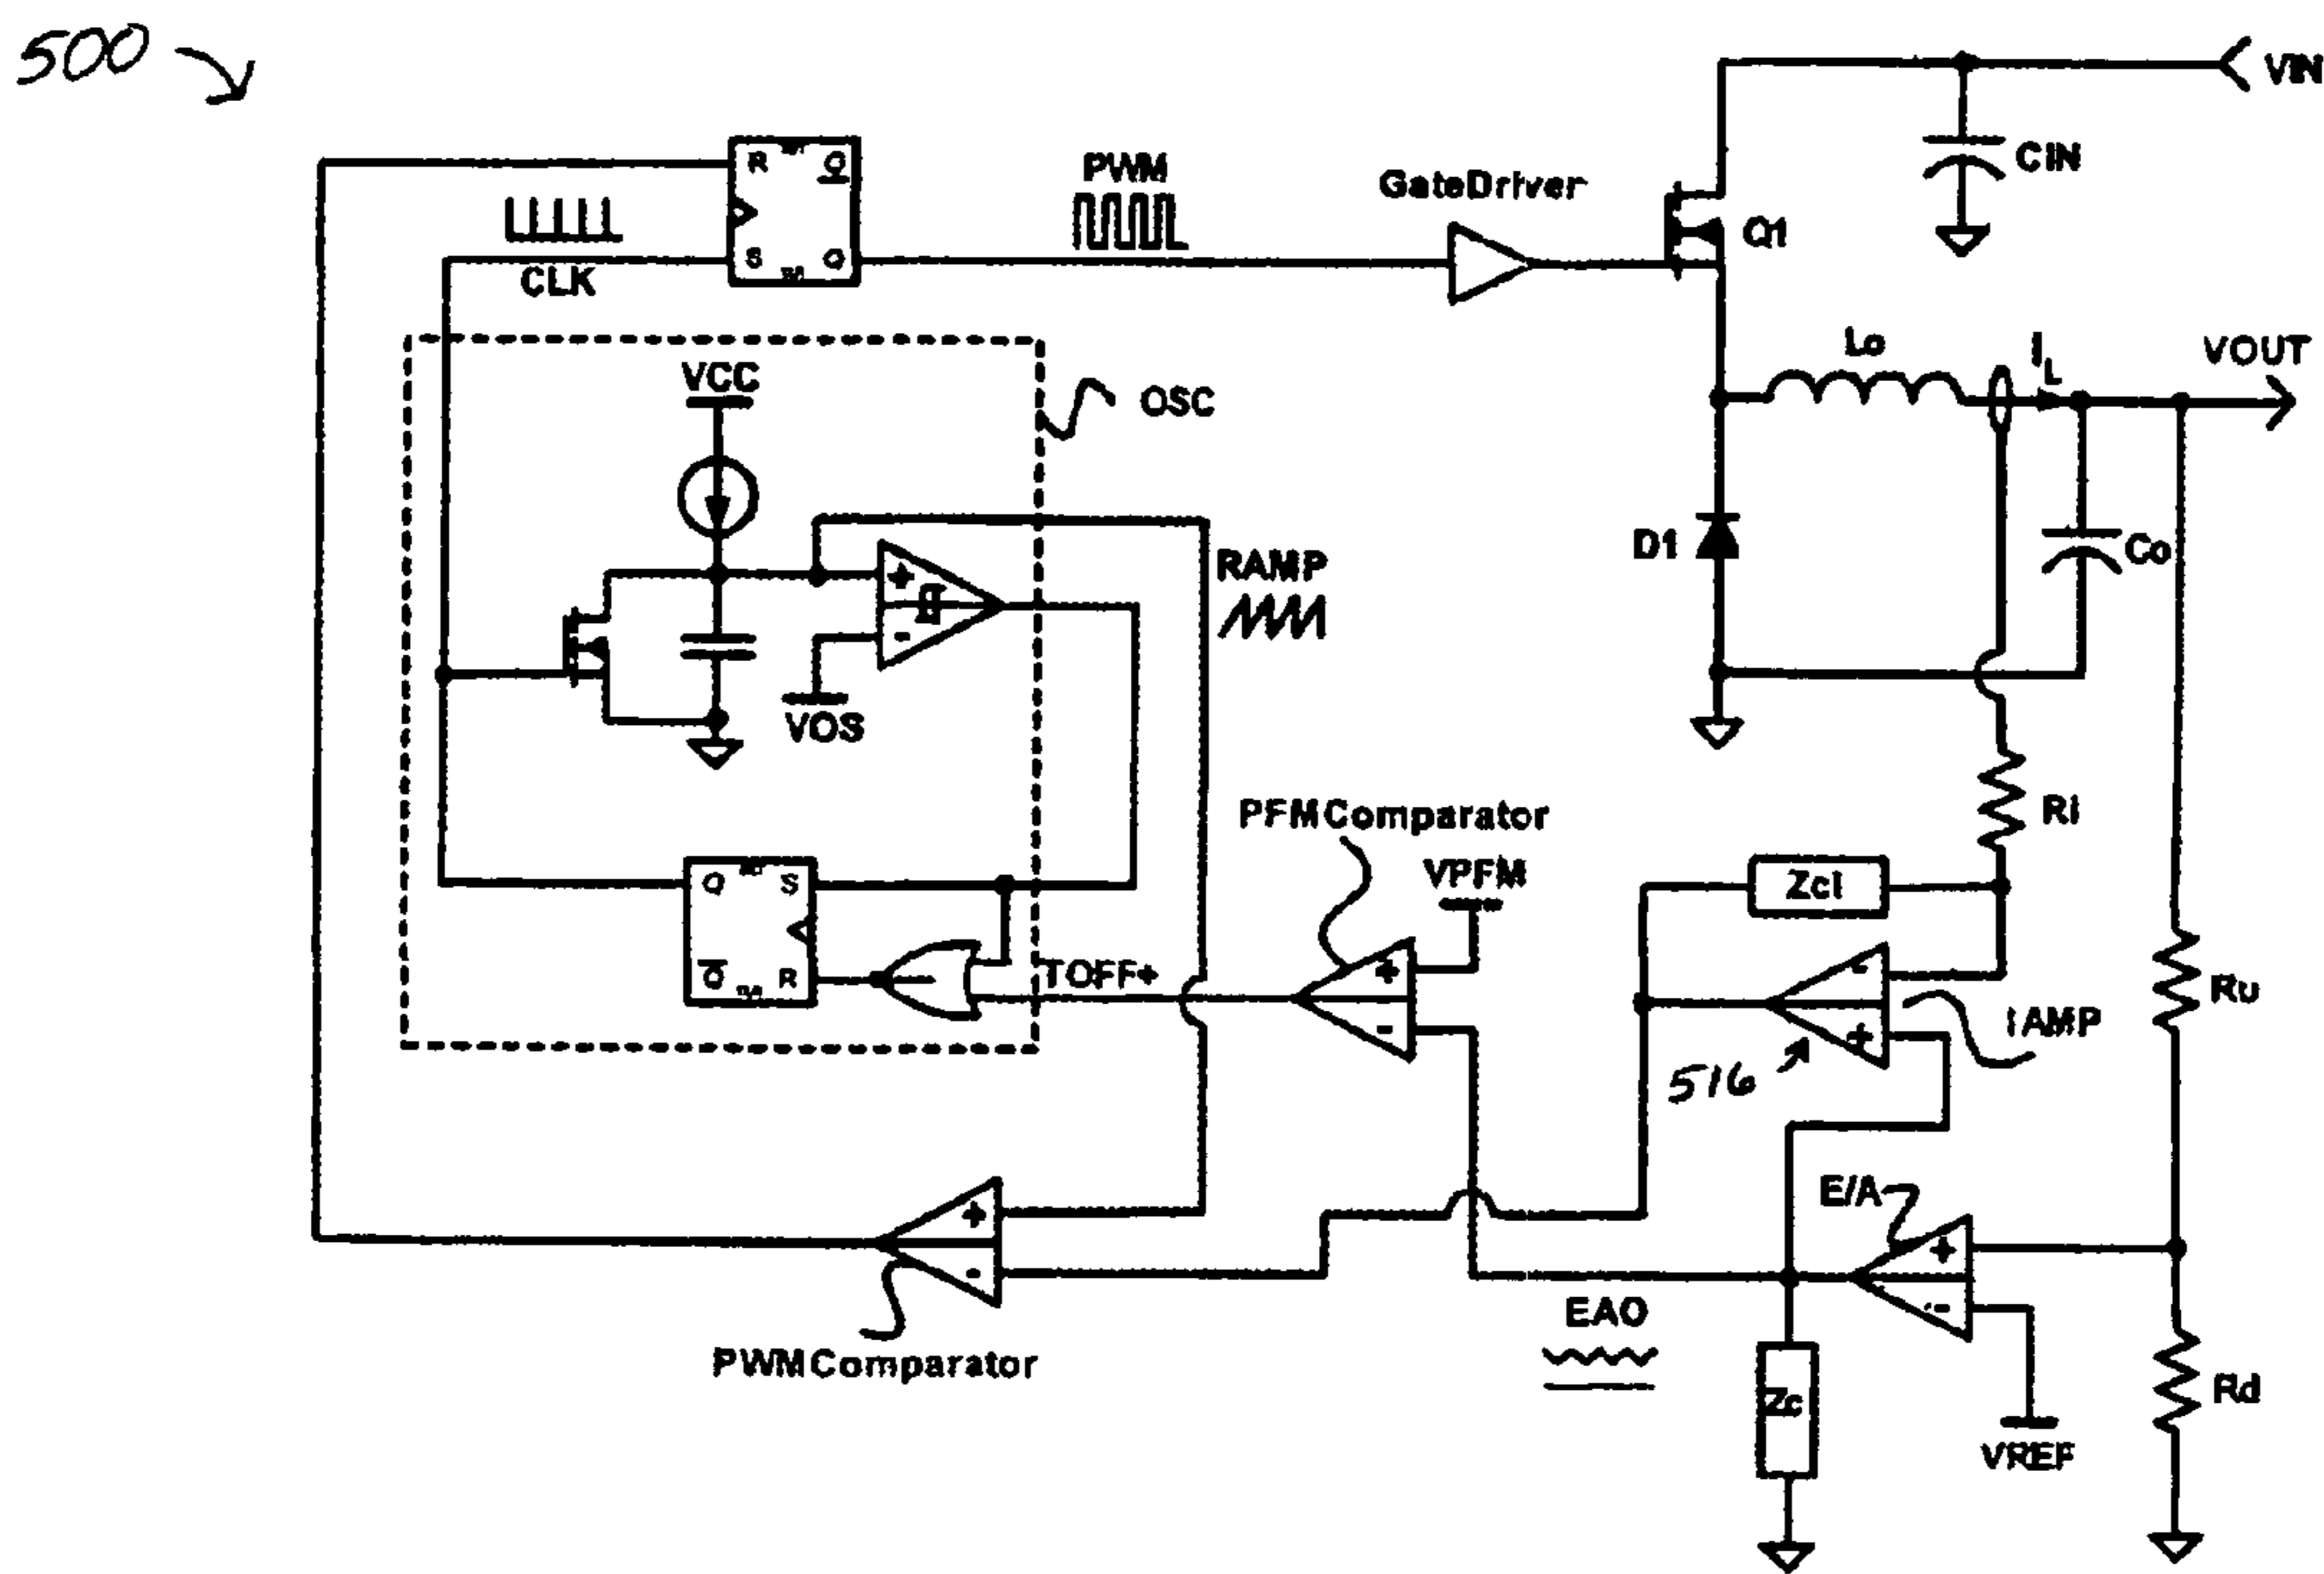 500
VIN
R Q
CIN
PWM
GateDriver
Q1
S Q
CLK
Lo
IL
VOUT
VCC
OSC
D1
Co
+
-
RAMP
VOS
PFMComparator
RI
VPFM
ZcI
Q S
Q R
TOFF+
+
-
-
+
IAMP
516
Ru
E/A
+
-
+
-
EAO
PWMComparator
Zc
Rd
VREF